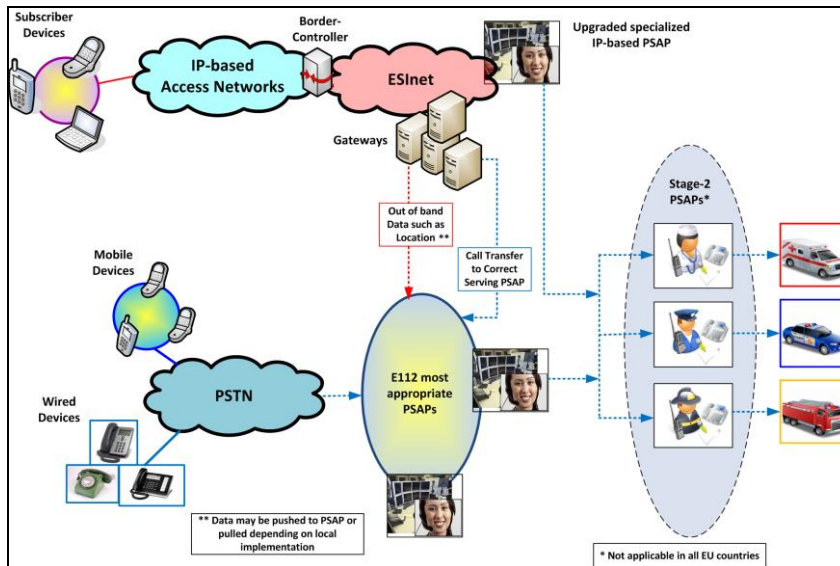 Subscriber
Devices
Border-
Controller
Upgraded specialized
IP-based PSAP
IP-based
Access Networks
ESInet
Gateways
Stage-2
PSAPs*
Out of band
Data such as
Location **
Call Transfer
to Correct
Serving PSAP
Mobile
Devices
E112 most
appropriate
PSAPs
PSTN
Wired
Devices
** Data may be pushed to PSAP or
pulled depending on local
implementation
* Not applicable in all EU countries